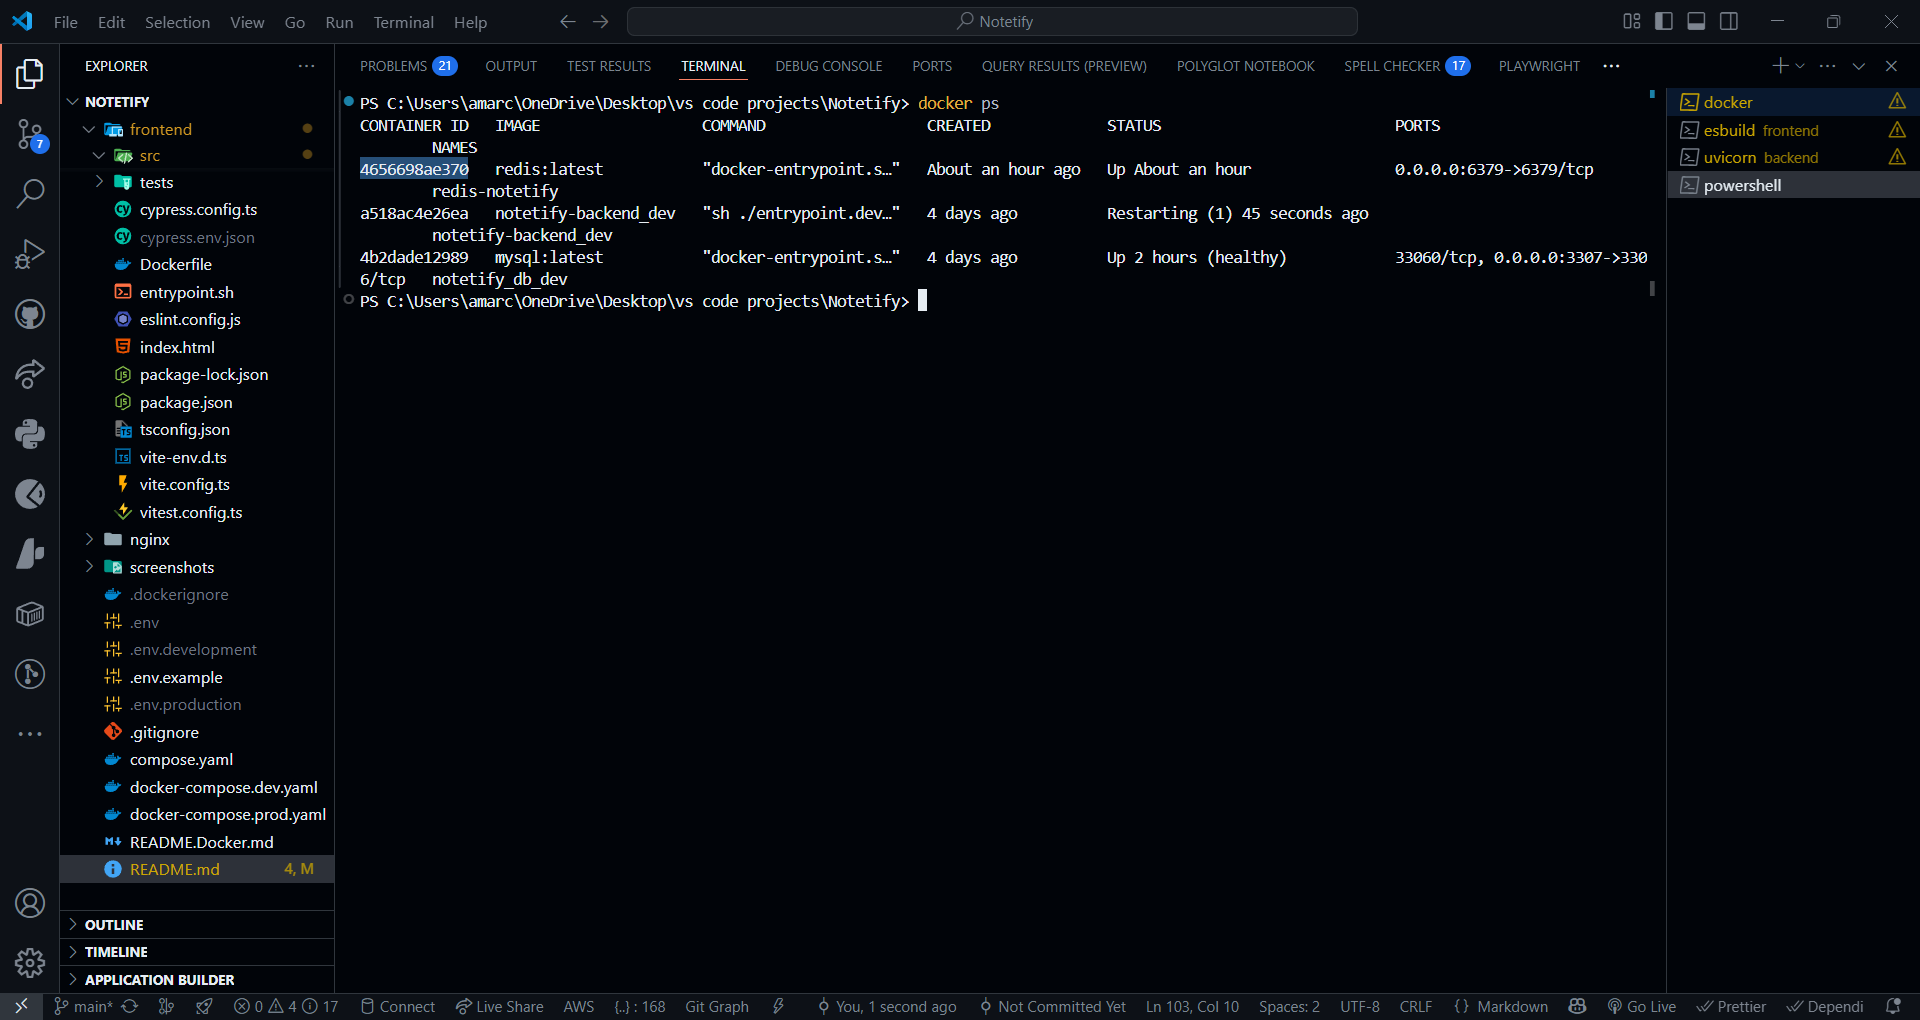 File Edit Selection View Go Run Terminal Help
Notetify
EXPLORER
NOTETIFY
frontend
src
tests
cypress.config.ts
cypress.env.json
Dockerfile
entrypoint.sh
eslint.config.js
index.html
package-lock.json
package.json
tsconfig.json
vite-env.d.ts
vite.config.ts
vitest.config.ts
nginx
screenshots
.dockerignore
.env
.env.development
.env.example
.env.production
.gitignore
compose.yaml
docker-compose.dev.yaml
docker-compose.prod.yaml
README.Docker.md
README.md 4, M
OUTLINE
TIMELINE
APPLICATION BUILDER
7
PROBLEMS 21 OUTPUT TEST RESULTS TERMINAL DEBUG CONSOLE PORTS QUERY RESULTS (PREVIEW) POLYGLOT NOTEBOOK SPELL CHECKER 17 PLAYWRIGHT
PS C:\Users\amarc\OneDrive\Desktop\vs code projects\Notetify> docker ps
CONTAINER ID IMAGE COMMAND CREATED STATUS PORTS
NAMES
4656698ae370 redis:latest "docker-entrypoint.s…" About an hour ago Up About an hour 0.0.0.0:6379->6379/tcp
redis-notetify
a518ac4e26ea notetify-backend_dev "sh ./entrypoint.dev…" 4 days ago Restarting (1) 45 seconds ago
notetify-backend_dev
4b2dade12989 mysql:latest "docker-entrypoint.s…" 4 days ago Up 2 hours (healthy) 33060/tcp, 0.0.0.0:3307->330
6/tcp notetify_db_dev
PS C:\Users\amarc\OneDrive\Desktop\vs code projects\Notetify>
docker
esbuild frontend
uvicorn backend
powershell
main* 0 4 17 Connect Live Share AWS {..} : 168 Git Graph You, 1 second ago Not Committed Yet Ln 103, Col 10 Spaces: 2 UTF-8 CRLF {} Markdown Go Live Prettier Dependi